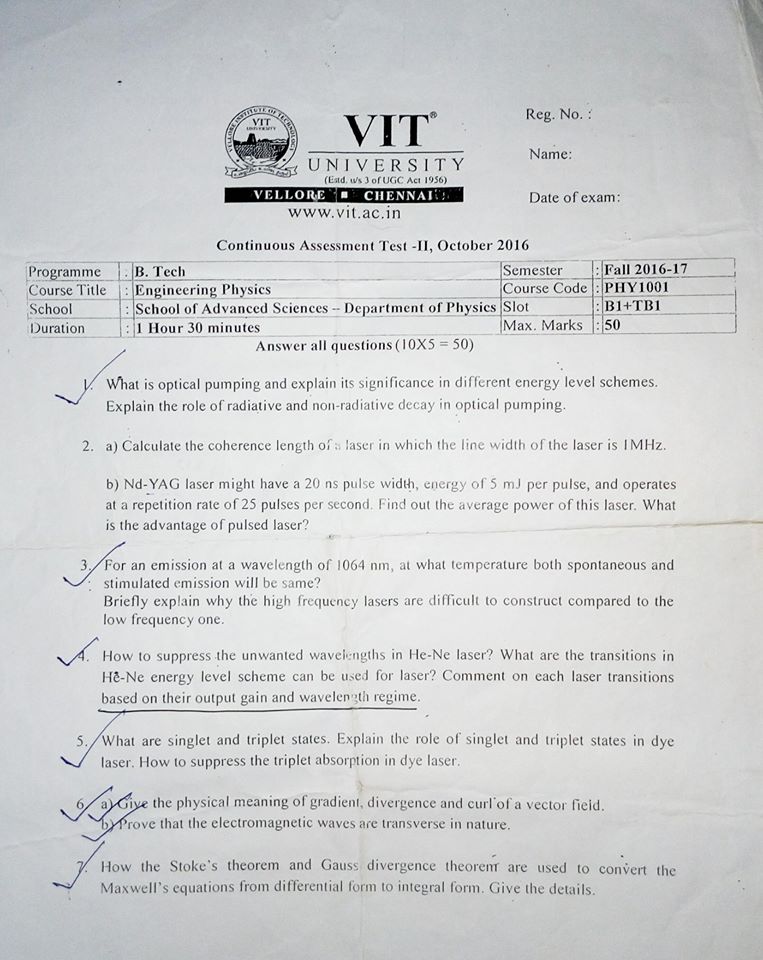 VELLORE INSTITUTE OF TECHNOLOGY
VIT
UNIVERSITY
VIT®
UNIVERSITY
(Estd. u/s 3 of UGC Act 1956)
VELLORE ■ CHENNAI
www.vit.ac.in
Reg. No. :
Name:
Date of exam:
Continuous Assessment Test -II, October 2016
Programme : B. Tech Semester : Fall 2016-17
Course Title : Engineering Physics Course Code : PHY1001
School : School of Advanced Sciences – Department of Physics Slot : B1+TB1
Duration : 1 Hour 30 minutes Max. Marks : 50
Answer all questions (10X5 = 50)
1. What is optical pumping and explain its significance in different energy level schemes.
Explain the role of radiative and non-radiative decay in optical pumping.
2. a) Calculate the coherence length of a laser in which the line width of the laser is 1MHz.
b) Nd-YAG laser might have a 20 ns pulse width, energy of 5 mJ per pulse, and operates
at a repetition rate of 25 pulses per second. Find out the average power of this laser. What
is the advantage of pulsed laser?
3. For an emission at a wavelength of 1064 nm, at what temperature both spontaneous and
stimulated emission will be same?
Briefly explain why the high frequency lasers are difficult to construct compared to the
low frequency one.
4. How to suppress the unwanted wavelengths in He-Ne laser? What are the transitions in
He-Ne energy level scheme can be used for laser? Comment on each laser transitions
based on their output gain and wavelength regime.
5. What are singlet and triplet states. Explain the role of singlet and triplet states in dye
laser. How to suppress the triplet absorption in dye laser.
6. a) Give the physical meaning of gradient, divergence and curl of a vector field.
b) Prove that the electromagnetic waves are transverse in nature.
7. How the Stoke's theorem and Gauss divergence theorem are used to convert the
Maxwell's equations from differential form to integral form. Give the details.